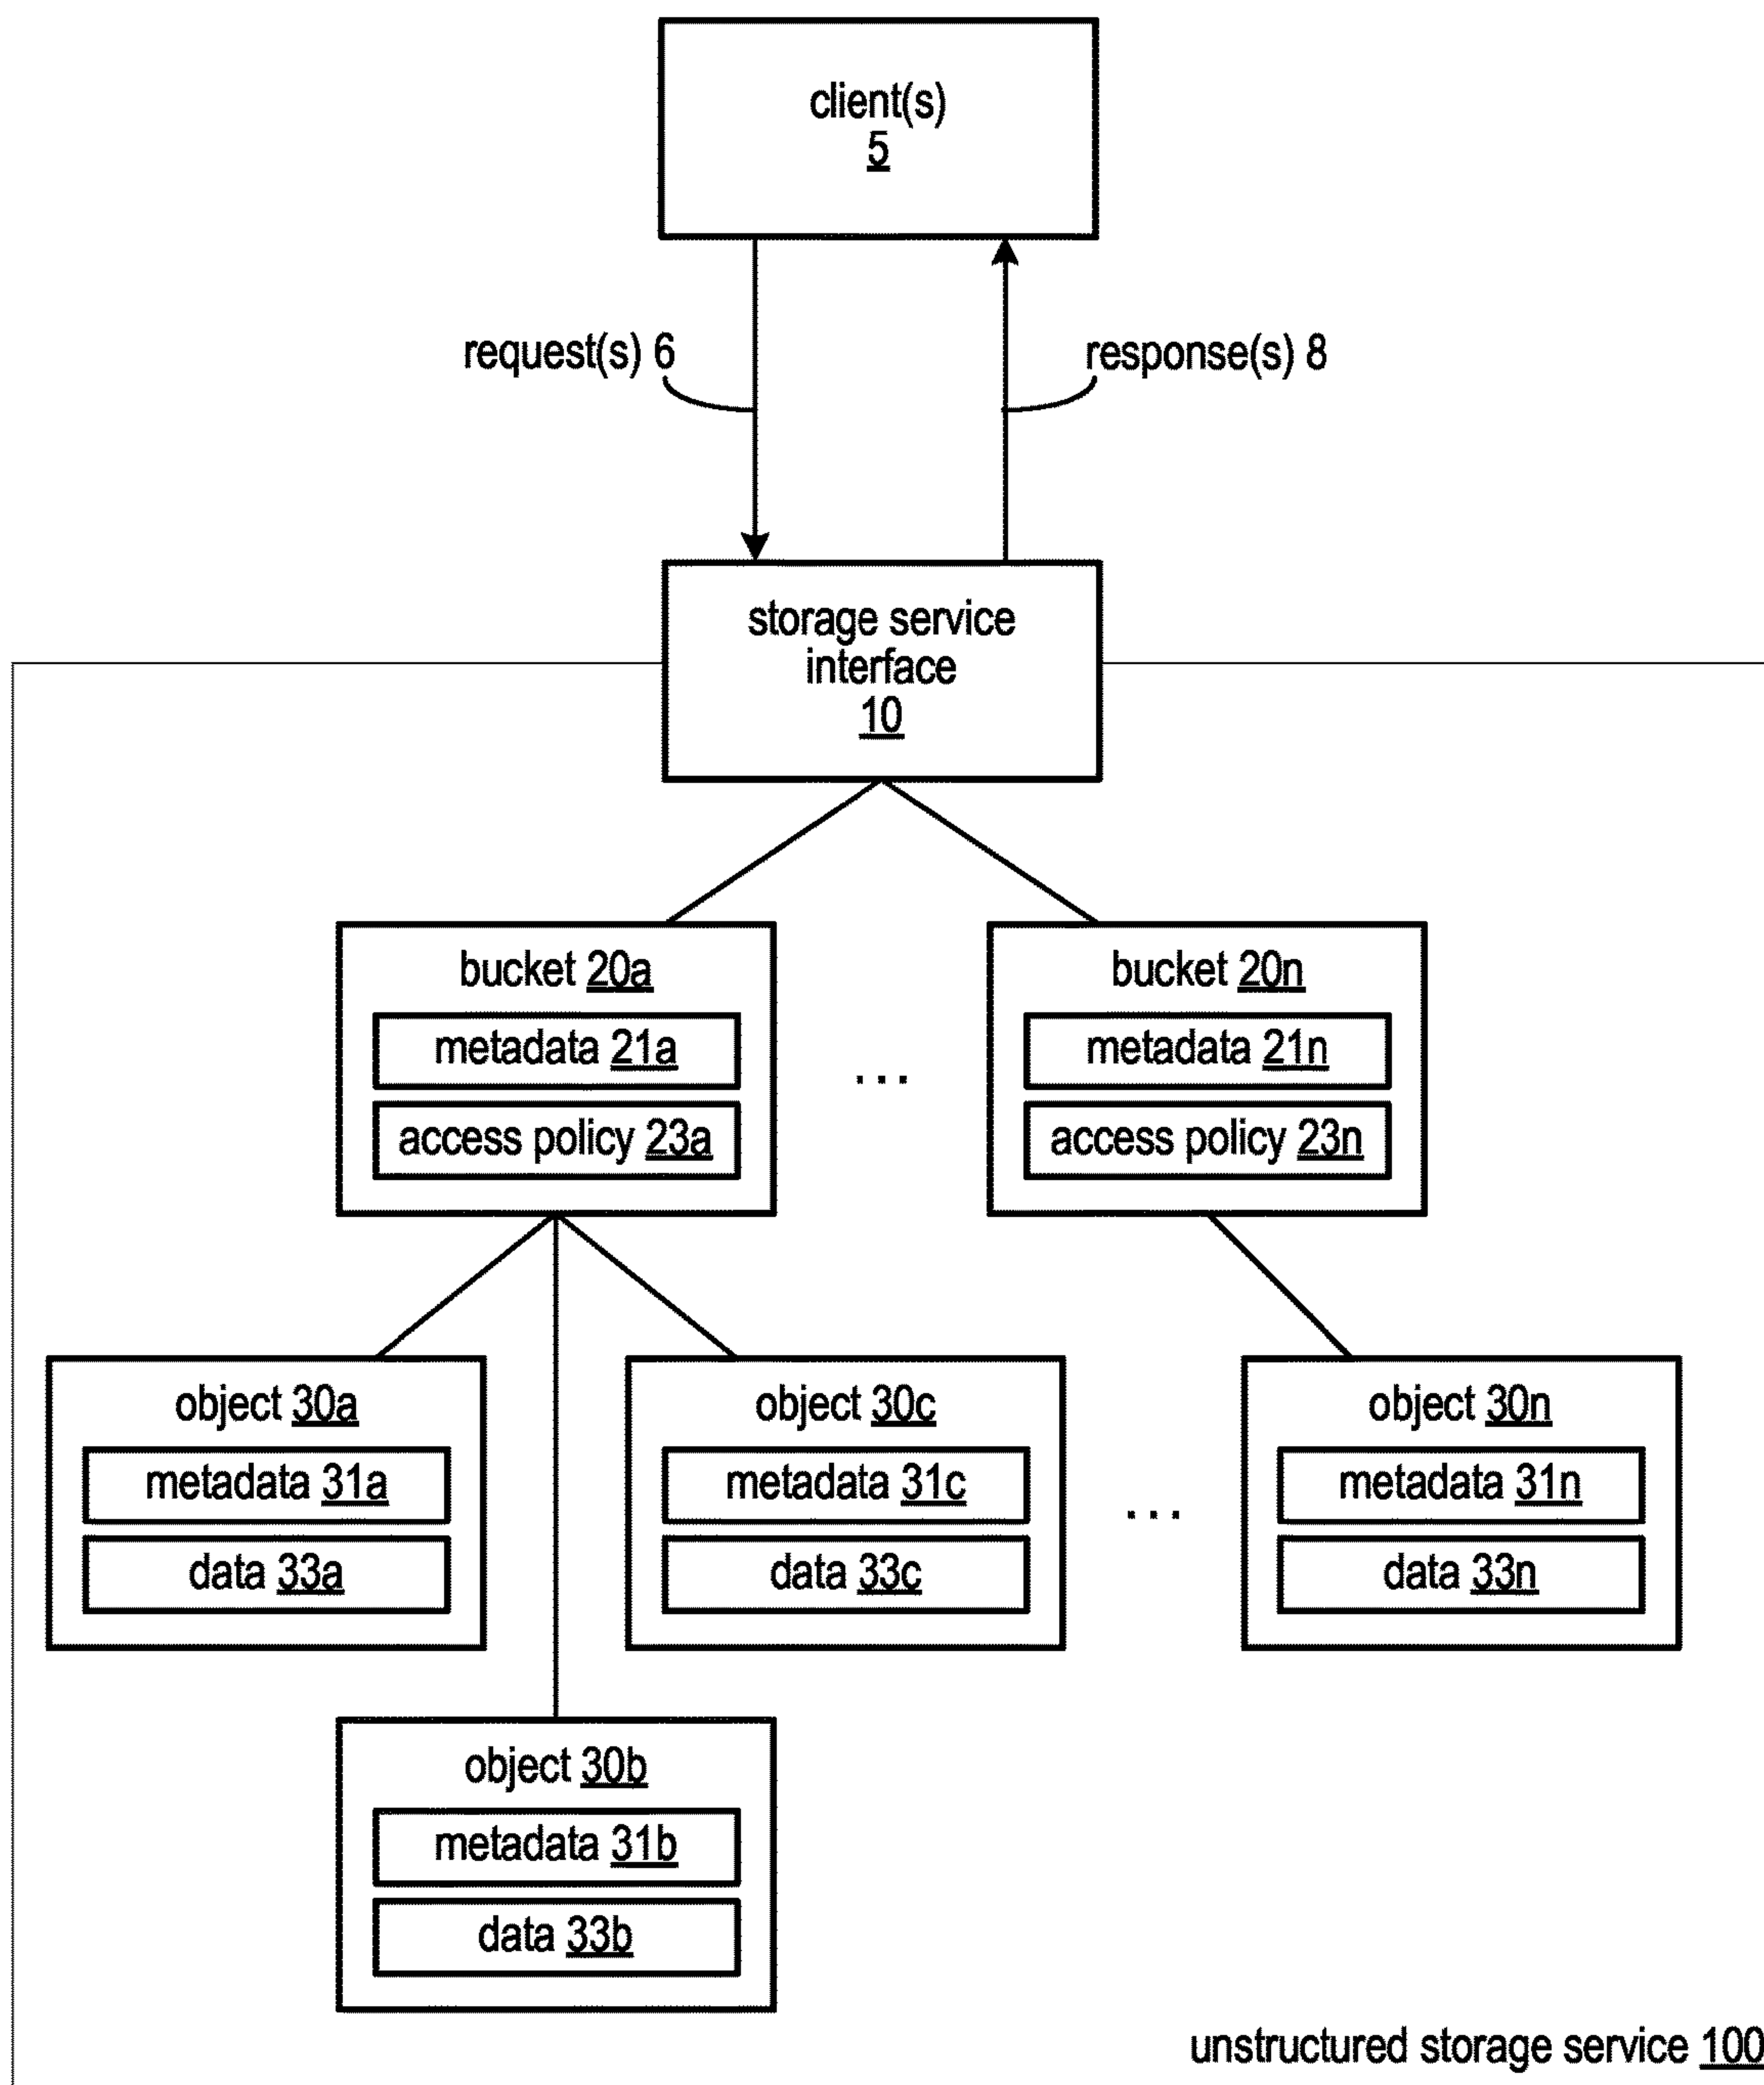 client(s)
5
request(s) 6
response(s) 8
storage service
interface
10
bucket 20a
metadata 21a
access policy 23a
...
bucket 20n
metadata 21n
access policy 23n
object 30a
metadata 31a
data 33a
object 30c
metadata 31c
data 33c
...
object 30n
metadata 31n
data 33n
object 30b
metadata 31b
data 33b
unstructured storage service 100